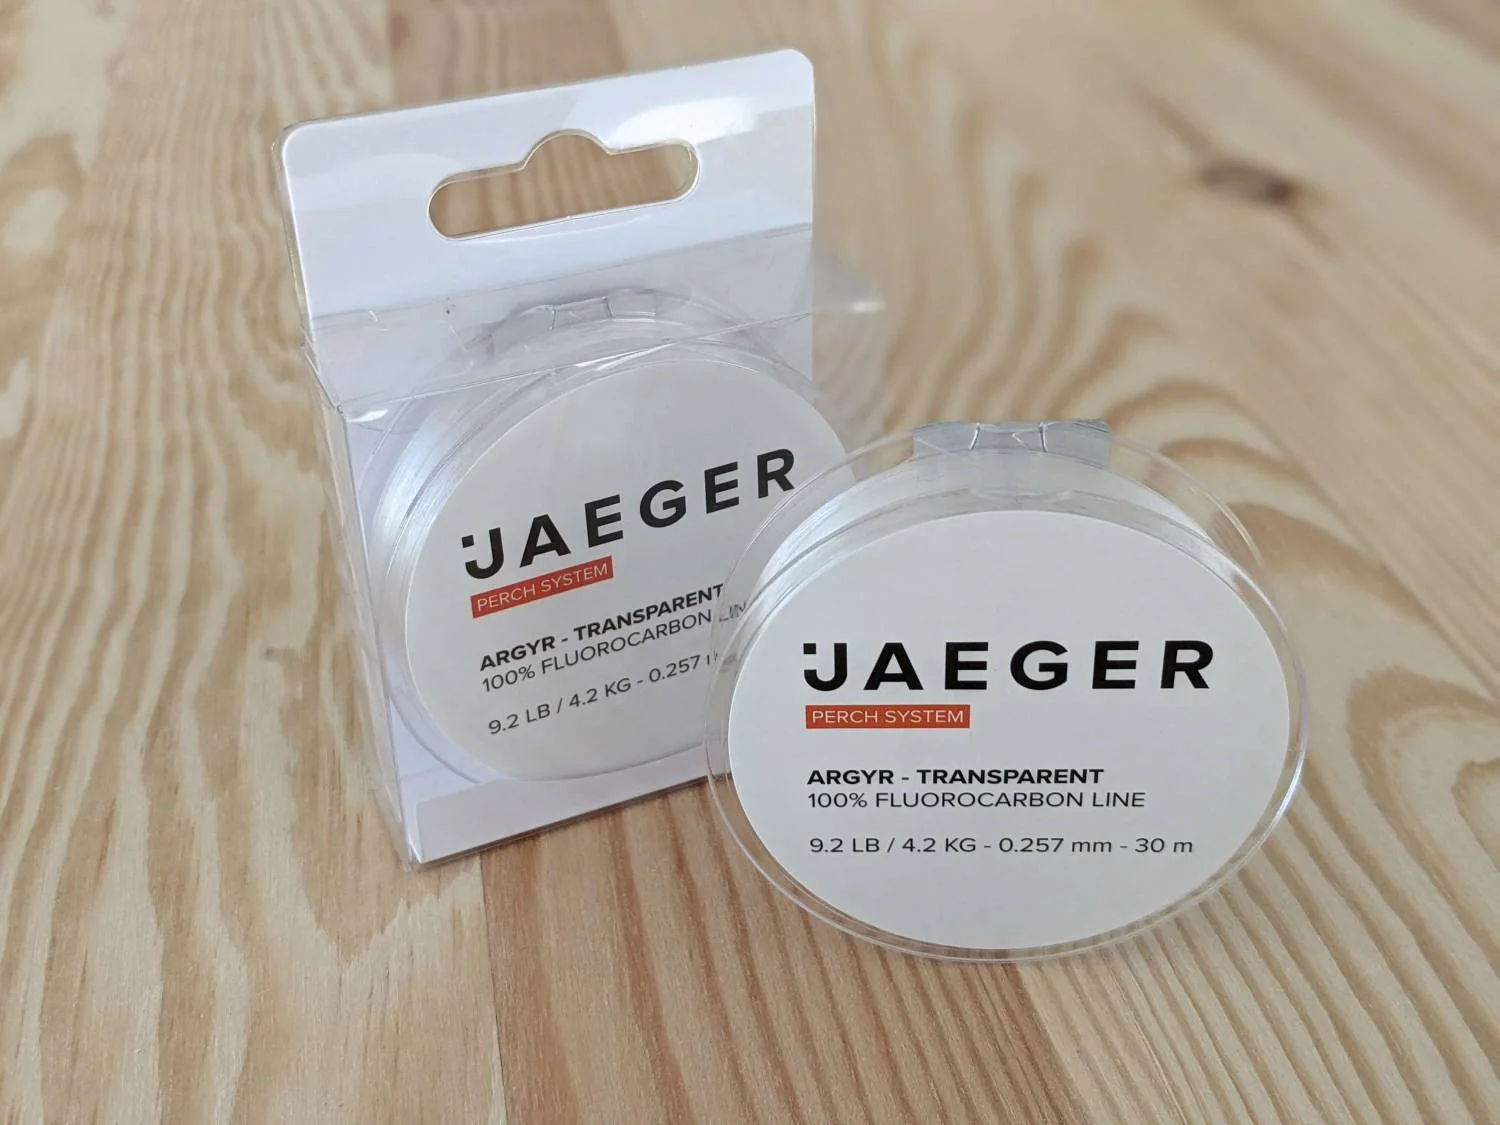 JAEGER
PERCH SYSTEM
ARGYR - TRANSPARENT
100% FLUOROCARBON LINE
9.2 LB / 4.2 KG - 0.257
JAEGER
PERCH SYSTEM
ARGYR - TRANSPARENT
100% FLUOROCARBON LINE
9.2 LB / 4.2 KG - 0.257 mm - 30 m